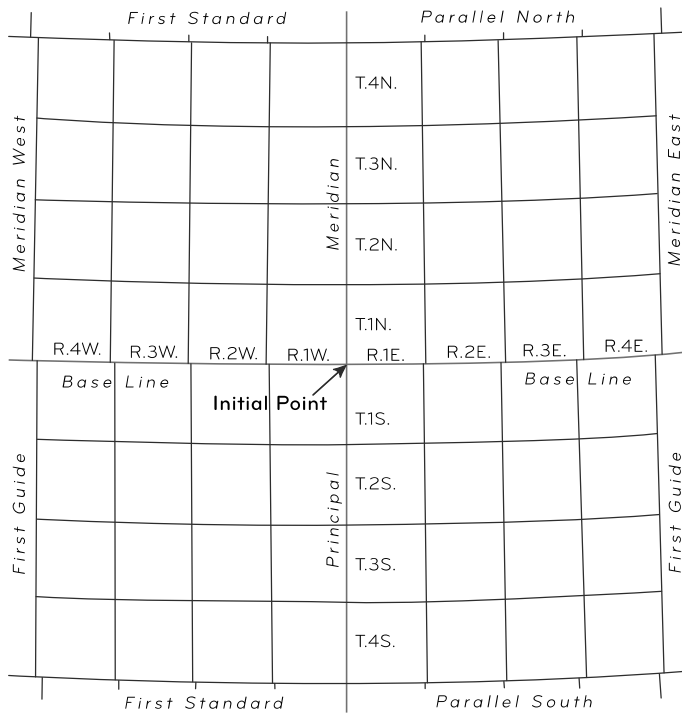 First Standard
Parallel North
Meridian West
Meridian
Meridian East
T.4N.
T.3N.
T.2N.
T.1N.
R.4W. R.3W. R.2W. R.1W. R.1E. R.2E. R.3E. R.4E.
Base Line
Base Line
Initial Point
T.1S.
First Guide
Principal
First Guide
T.2S.
T.3S.
T.4S.
First Standard
Parallel South